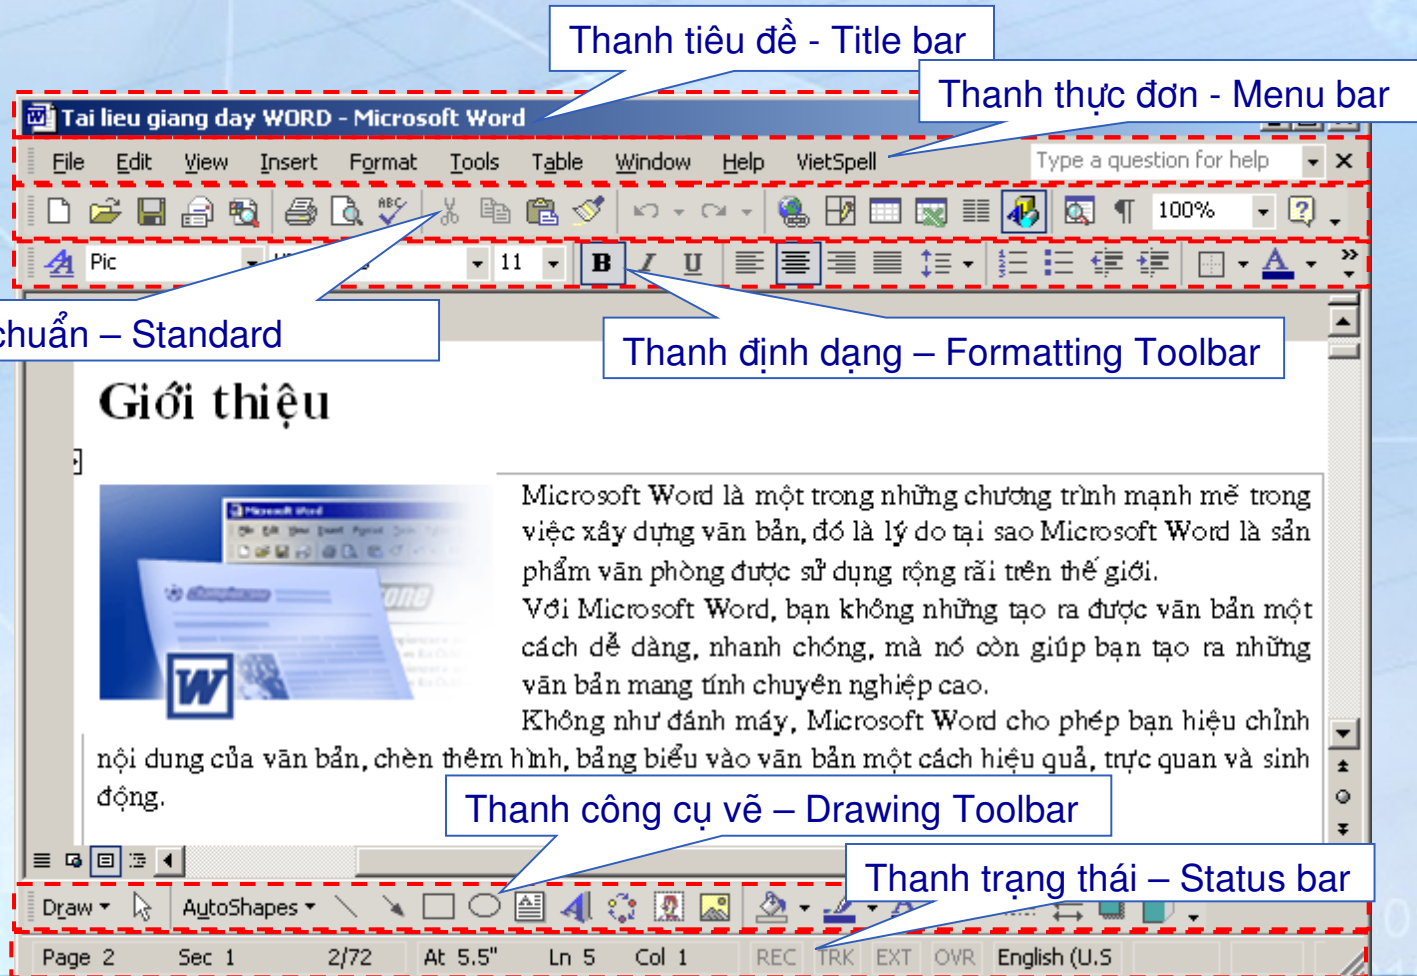 Thanh tiêu đề - Title bar
Thanh thực đơn - Menu bar
Tai lieu giang day WORD - Microsoft Word
File Edit View Insert Format Tools Table Window Help VietSpell Type a question for help
ABC 100%
Pic 11 B I U A
chuẩn – Standard
Thanh định dạng – Formatting Toolbar
Giới thiệu
Microsoft Word
Microsoft Word là một trong những chương trình mạnh mẽ trong
việc xây dựng văn bản, đó là lý do tại sao Microsoft Word là sản
phẩm văn phòng được sử dụng rộng rãi trên thế giới.
Với Microsoft Word, bạn không những tạo ra được văn bản một
cách dễ dàng, nhanh chóng, mà nó còn giúp bạn tạo ra những
văn bản mang tính chuyên nghiệp cao.
Không như đánh máy, Microsoft Word cho phép bạn hiệu chỉnh
nội dung của văn bản, chèn thêm hình, bảng biểu vào văn bản một cách hiệu quả, trực quan và sinh
động.
Thanh công cụ vẽ – Drawing Toolbar
Thanh trạng thái – Status bar
Draw AutoShapes
Page 2 Sec 1 2/72 At 5.5" Ln 5 Col 1 REC TRK EXT OVR English (U.S